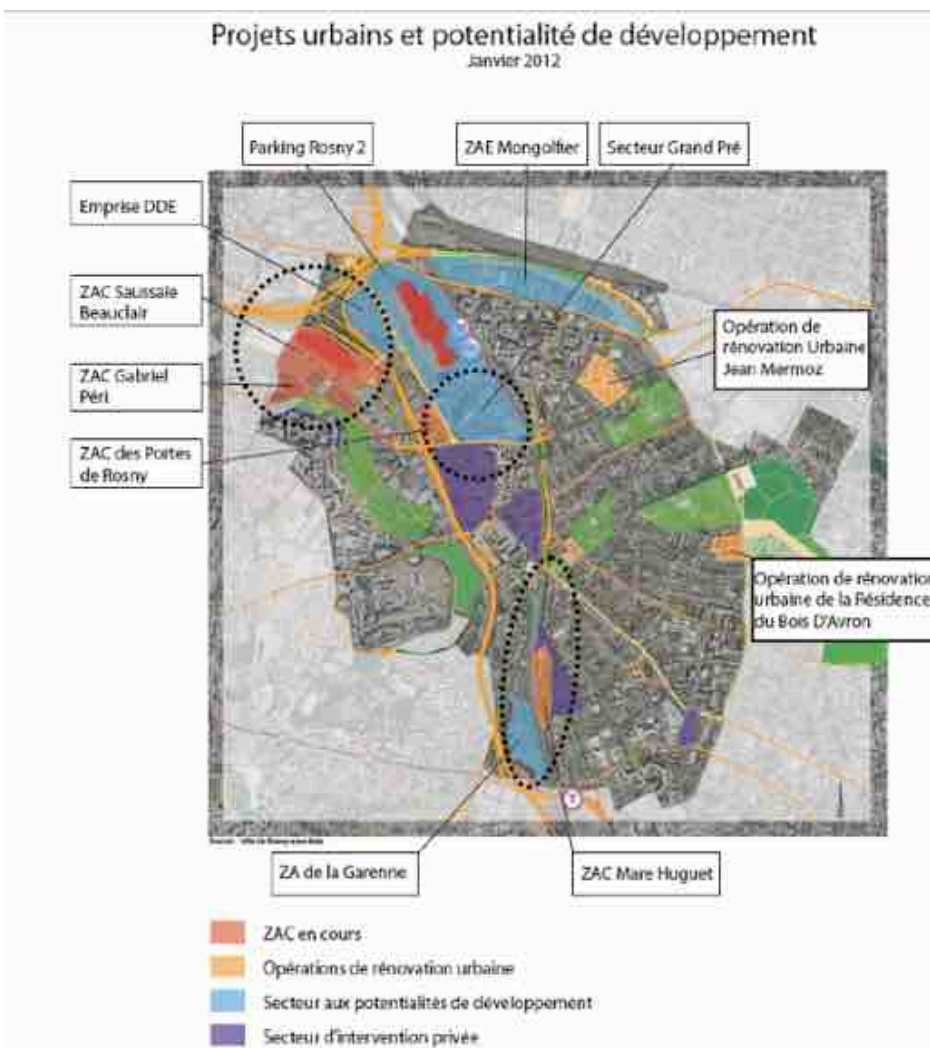 Projets urbains et potentialité de développement
Janvier 2012
Parking Rosny 2
ZAE Mongolfier
Secteur Grand Pré
Emprise DDE
ZAC Saussaie
Beauclair
ZAC Gabriel
Péri
ZAC des Portes
de Rosny
Opération de
rénovation Urbaine
Jean Mermoz
Opération de rénovation
urbaine de la Résidence
du Bois D'Avron
ZA de la Garenne
ZAC Mare Huguet
ZAC en cours
Opérations de rénovation urbaine
Secteur aux potentialités de développement
Secteur d'intervention privée